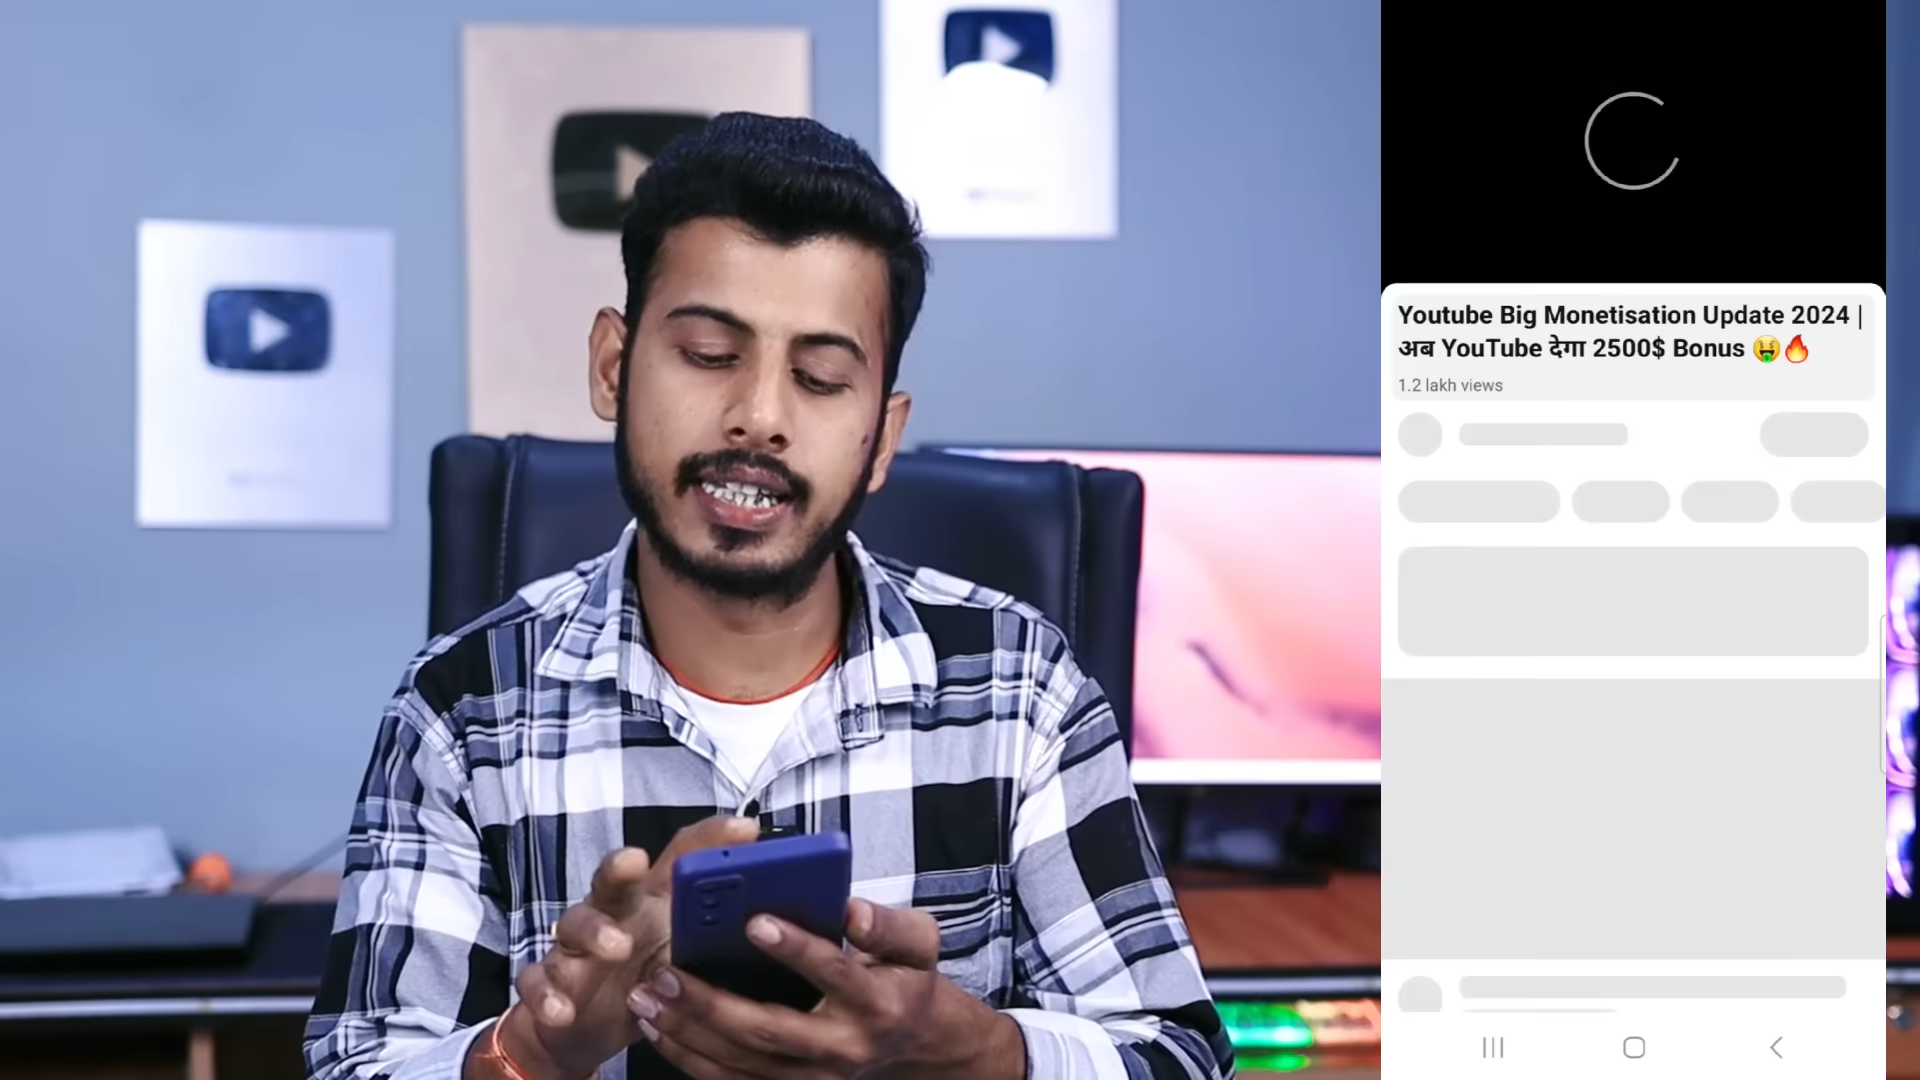 Youtube Big Monetisation Update 2024 |
अब YouTube देगा 2500$ Bonus 🤑🔥
1.2 lakh views